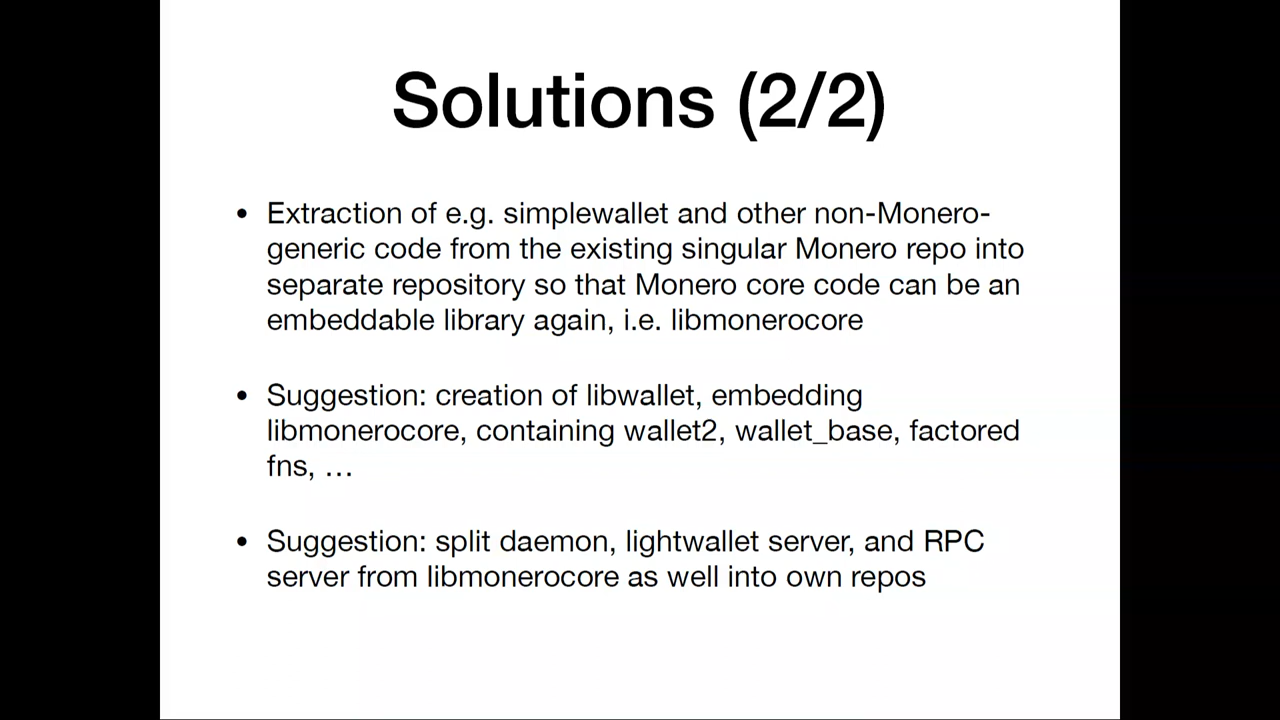 Solutions (2/2)
• Extraction of e.g. simplewallet and other non-Monero-
generic code from the existing singular Monero repo into
separate repository so that Monero core code can be an
embeddable library again, i.e. libmonerocore
• Suggestion: creation of libwallet, embedding
libmonerocore, containing wallet2, wallet_base, factored
fns, …
• Suggestion: split daemon, lightwallet server, and RPC
server from libmonerocore as well into own repos